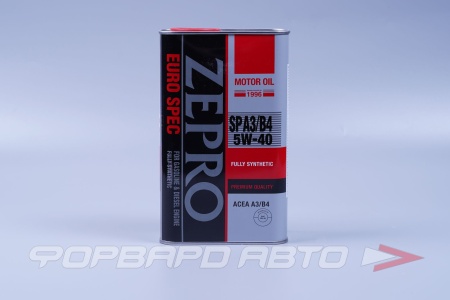 ZEPRO
EURO SPEC
FOR GASOLINE & DIESEL ENGINE
FULLY SYNTHETIC
MOTOR OIL
1996
SP A3/B4
5W-40
FULLY SYNTHETIC
PREMIUM QUALITY
ACEA A3/B4
ФОРВАРД АВТО